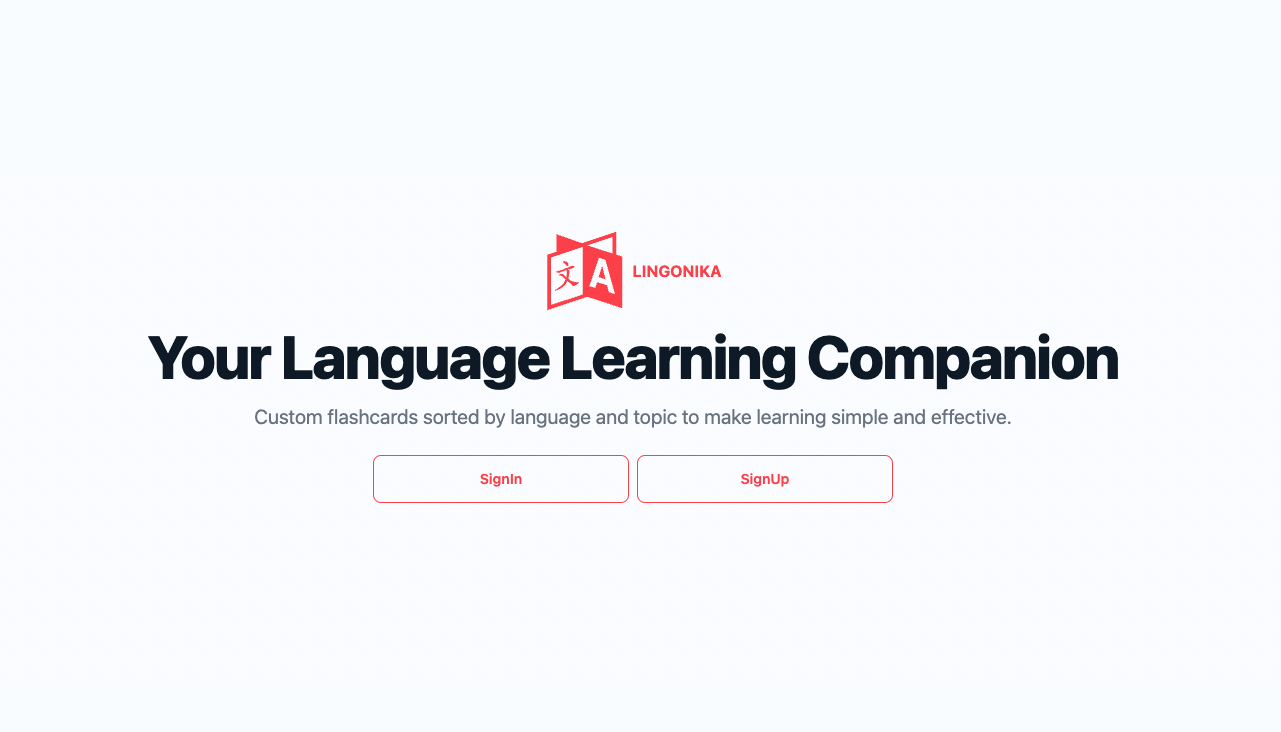 文 A LINGONIKA
Your Language Learning Companion
Custom flashcards sorted by language and topic to make learning simple and effective.
SignIn
SignUp